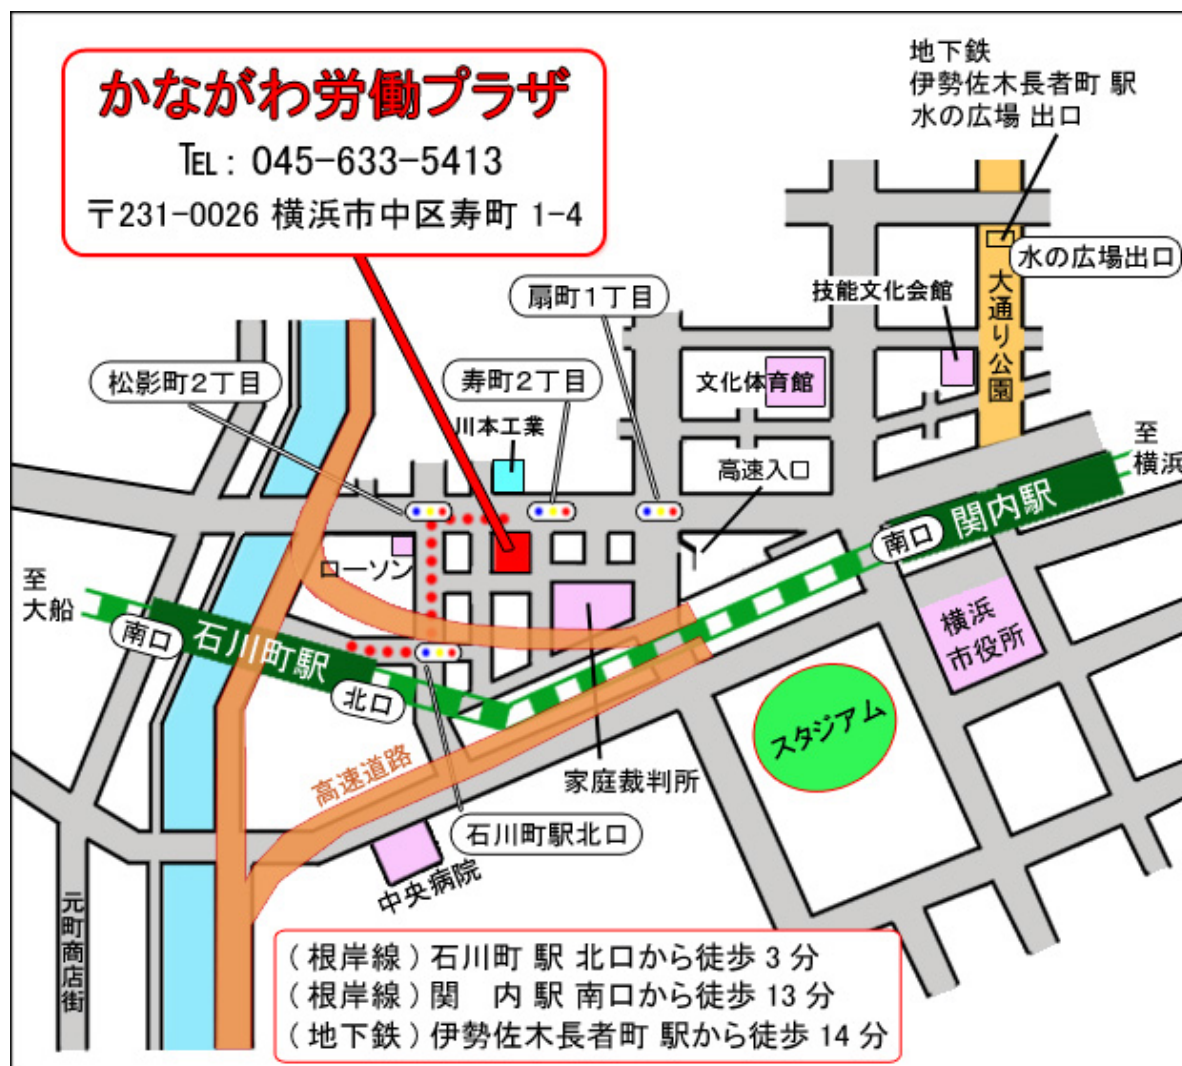 かながわ労働プラザ
TEL : 045-633-5413
〒231-0026 横浜市中区寿町 1-4
地下鉄
伊勢佐木長者町 駅
水の広場 出口
水の広場出口
大通り公園
技能文化会館
扇町1丁目
松影町2丁目
寿町2丁目
文化体育館
川本工業
高速入口
至
横浜
関内駅
南口
ローソン
至
大船
南口
石川町駅
北口
横浜
市役所
スタジアム
高速道路
家庭裁判所
石川町駅北口
中央病院
元町商店街
( 根岸線 ) 石川町 駅 北口から徒歩 3 分
( 根岸線 ) 関 内 駅 南口から徒歩 13 分
( 地下鉄 ) 伊勢佐木長者町 駅から徒歩 14 分